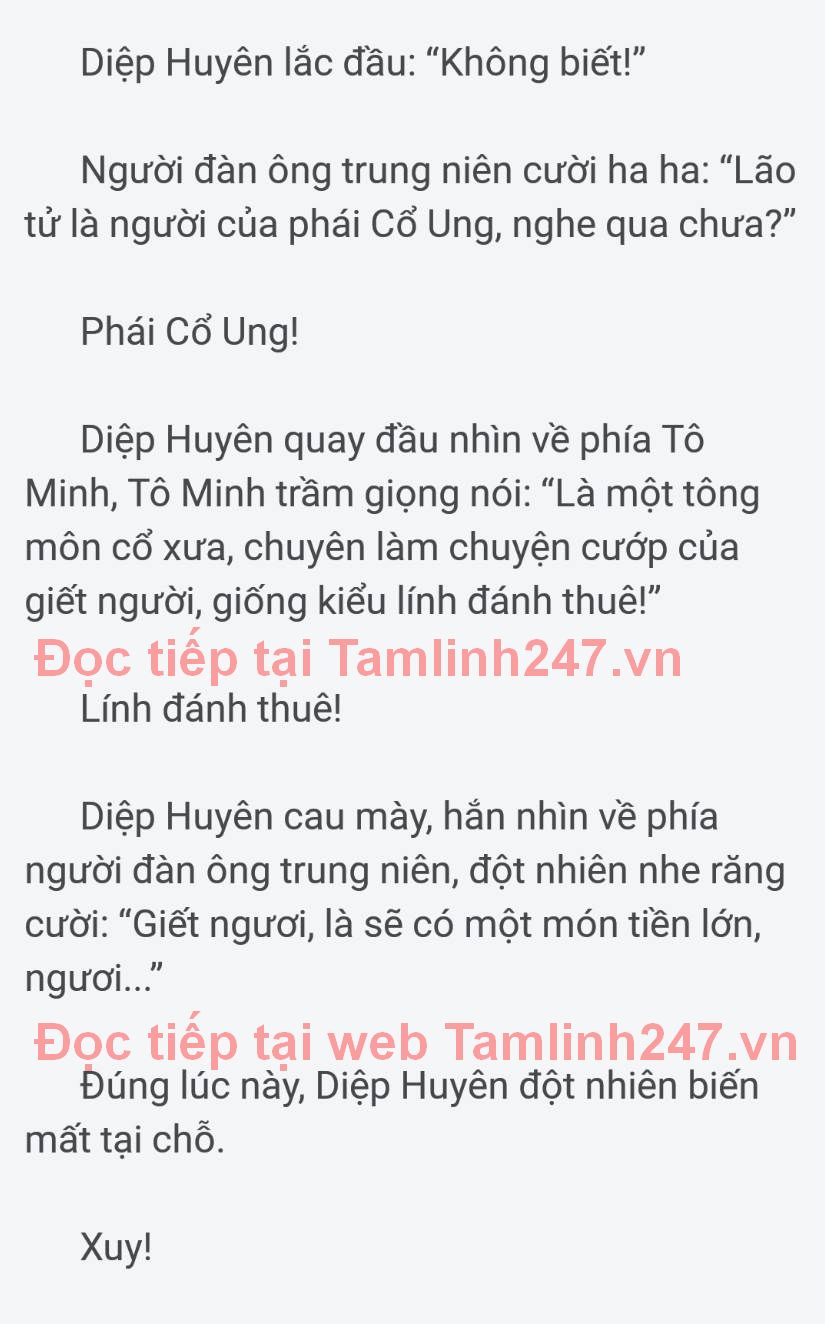 Diệp Huyên lắc đầu: “Không biết!”
Người đàn ông trung niên cười ha ha: “Lão
tử là người của phái Cổ Ung, nghe qua chưa?”
Phái Cổ Ung!
Diệp Huyên quay đầu nhìn về phía Tô
Minh, Tô Minh trầm giọng nói: “Là một tông
môn cổ xưa, chuyên làm chuyện cướp của
giết người, giống kiểu lính đánh thuê!”
Đọc tiếp tại Tamlinh247.vn
Lính đánh thuê!
Diệp Huyên cau mày, hắn nhìn về phía
người đàn ông trung niên, đột nhiên nhe răng
cười: “Giết ngươi, là sẽ có một món tiền lớn,
ngươi...”
Đọc tiếp tại web Tamlinh247.vn
Đúng lúc này, Diệp Huyên đột nhiên biến
mất tại chỗ.
Xuy!